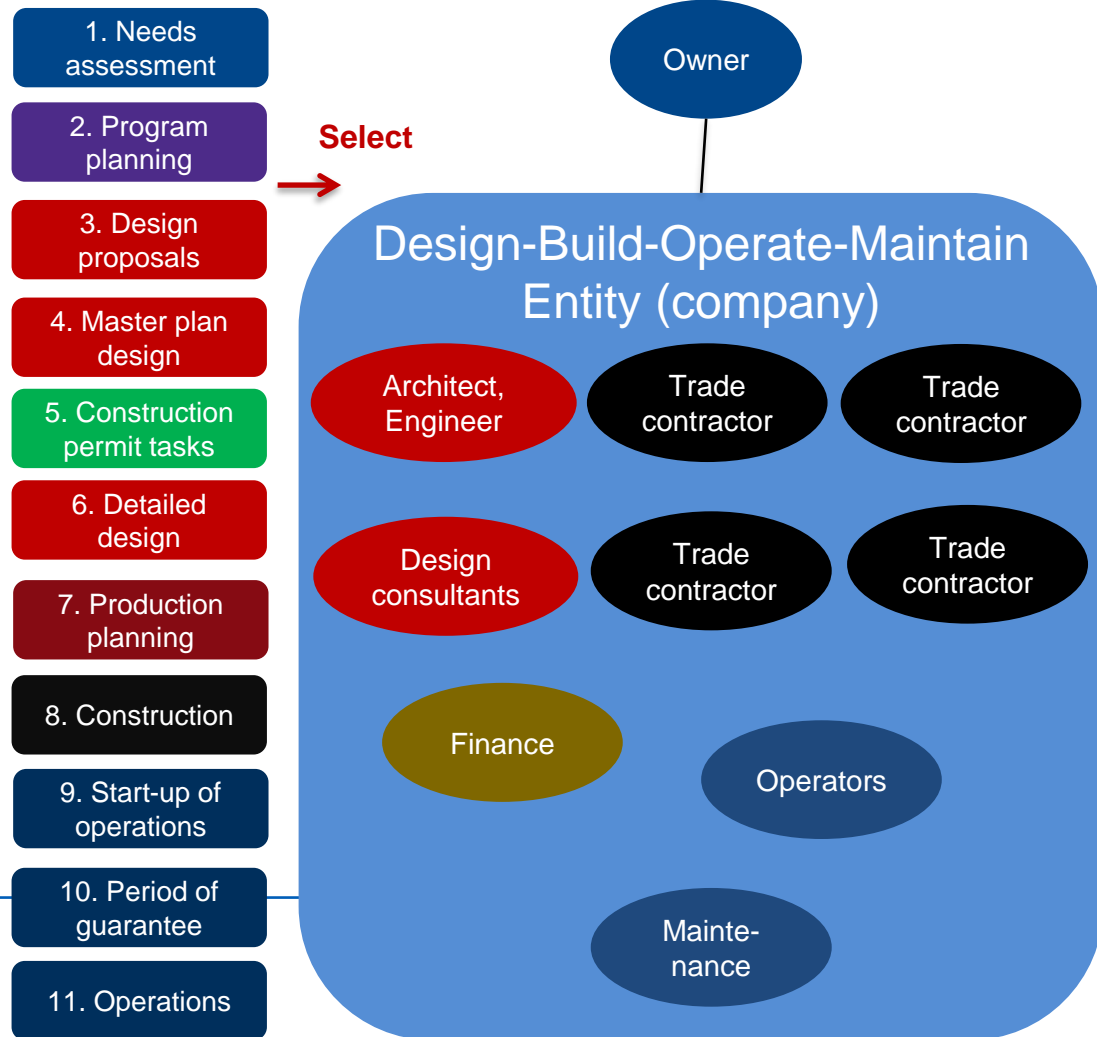 1. Needs
assessment
2. Program
planning
3. Design
proposals
4. Master plan
design
5. Construction
permit tasks
6. Detailed
design
7. Production
planning
8. Construction
9. Start-up of
operations
10. Period of
guarantee
11. Operations
Select
Owner
Design-Build-Operate-Maintain
Entity (company)
Architect,
Engineer
Trade
contractor
Trade
contractor
Design
consultants
Trade
contractor
Trade
contractor
Finance
Operators
Mainte-
nance